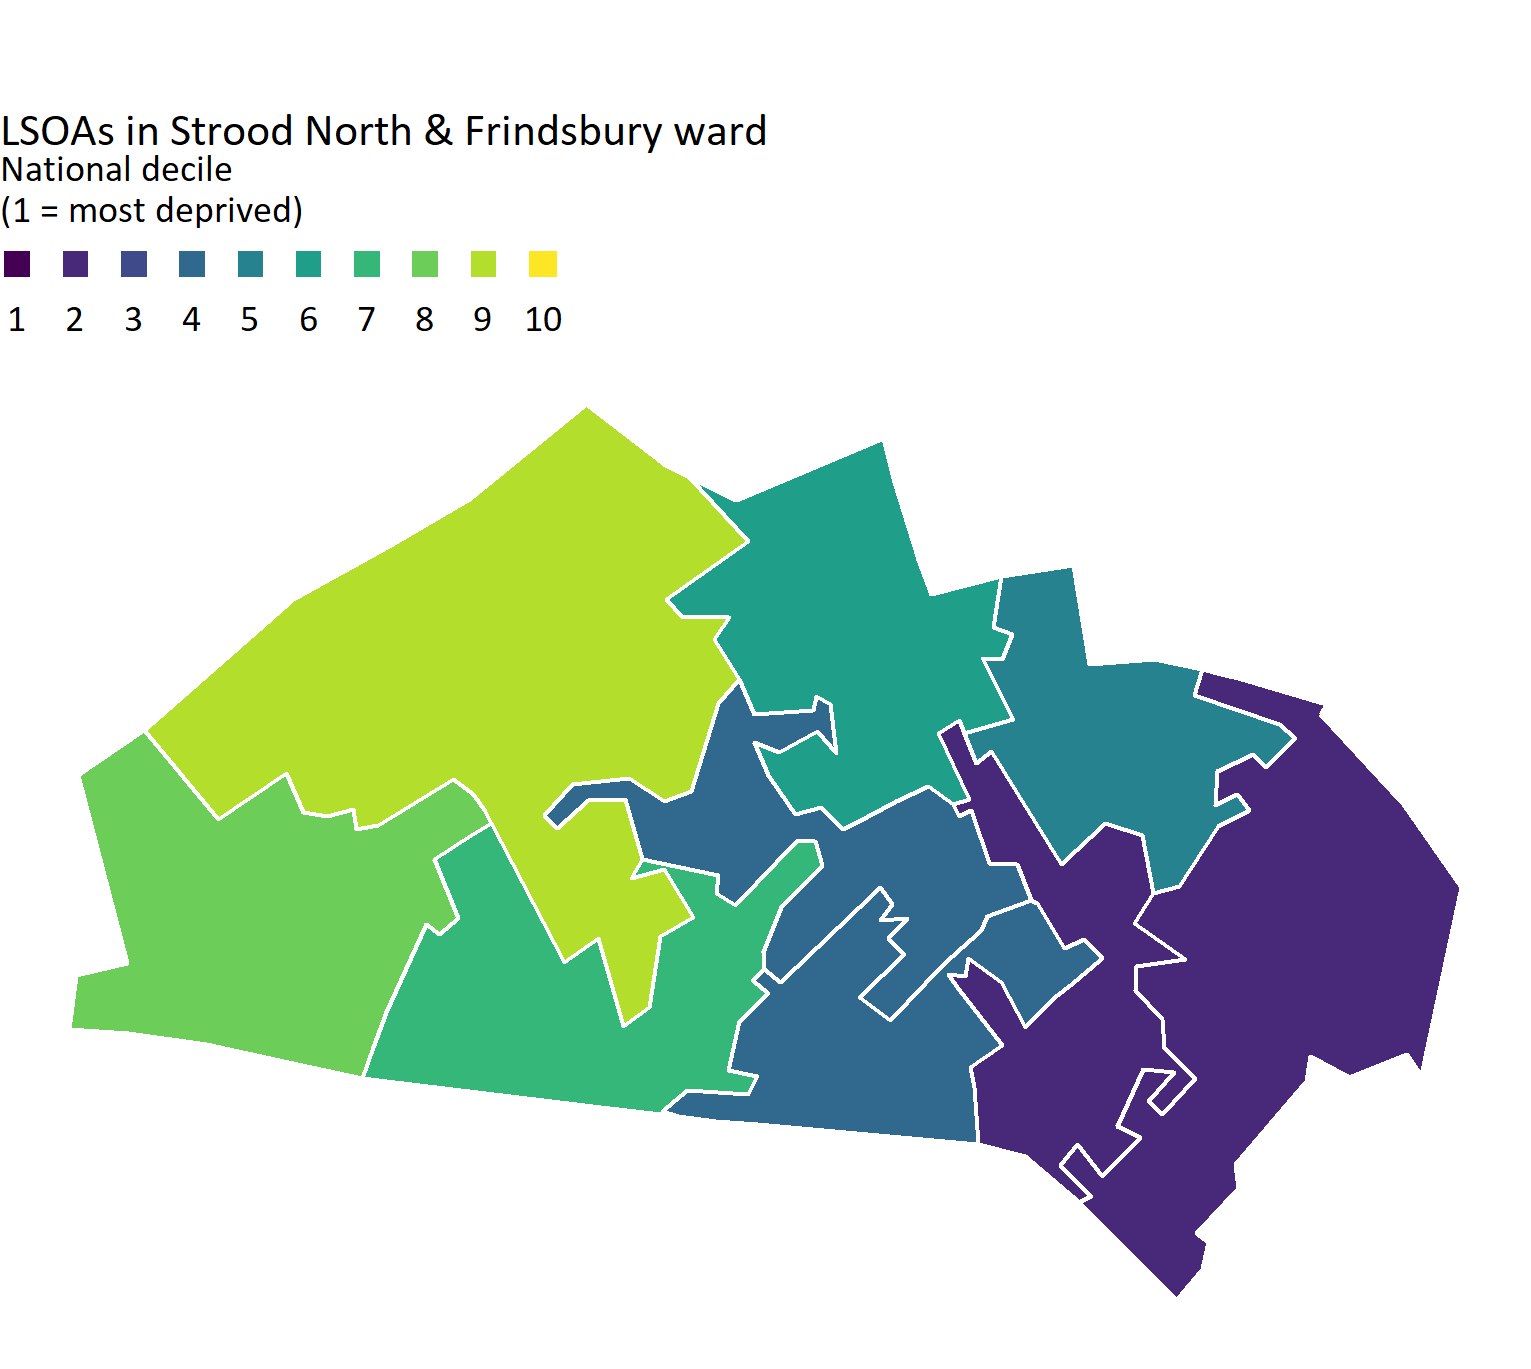 LSOAs in Strood North & Frindsbury ward
National decile
(1 = most deprived)
1 2 3 4 5 6 7 8 9 10